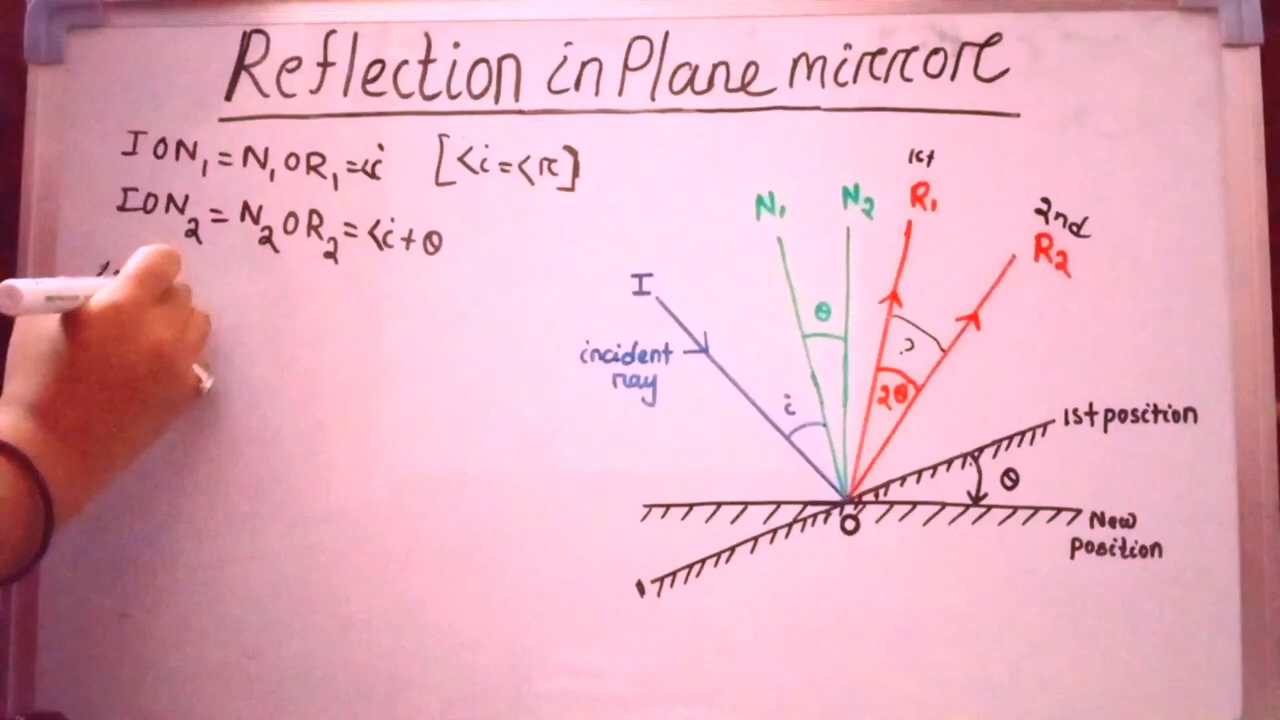 Reflection in Plane mirrore
ION₁ = N₁OR₁ = <i [<i = <r]
ION₂ = N₂OR₂ = <i + θ
1st
N₁ N₂ R₁
2nd
R₂
I
θ
incident
ray
?
2θ
i
1st position
θ
O
New
position